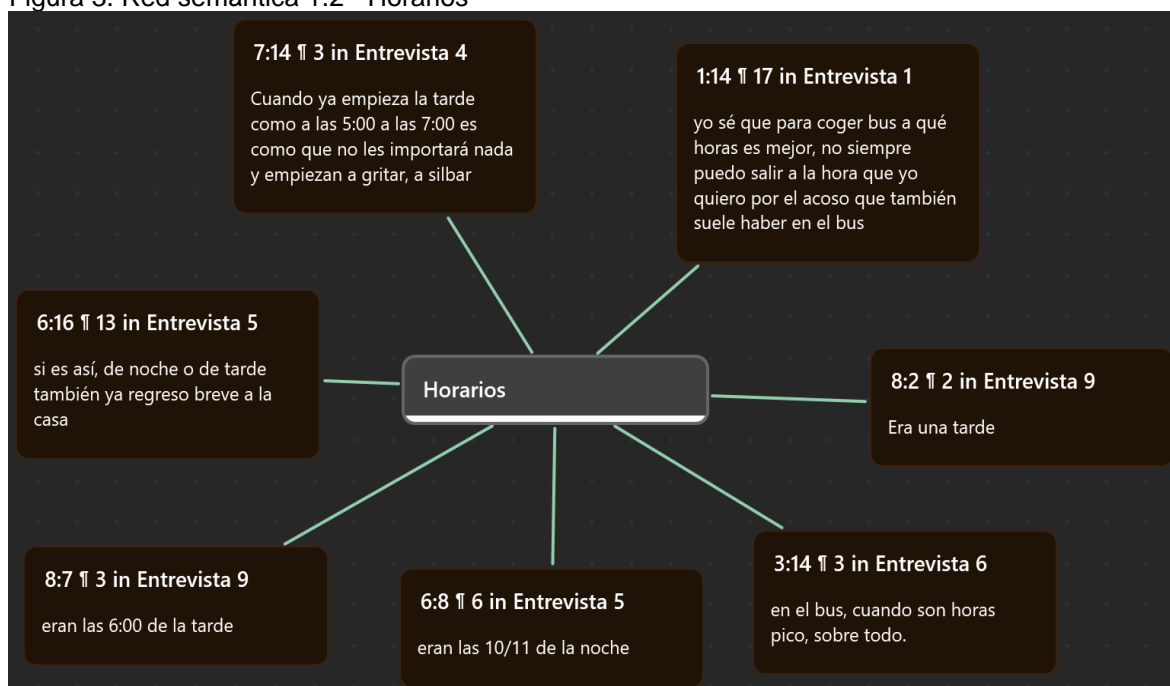 Figura 3. Red semántica 1.2 - Horarios
7:14 ¶ 3 in Entrevista 4
Cuando ya empieza la tarde
como a las 5:00 a las 7:00 es
como que no les importará nada
y empiezan a gritar, a silbar
1:14 ¶ 17 in Entrevista 1
yo sé que para coger bus a qué
horas es mejor, no siempre
puedo salir a la hora que yo
quiero por el acoso que también
suele haber en el bus
6:16 ¶ 13 in Entrevista 5
si es así, de noche o de tarde
también ya regreso breve a la
casa
Horarios
8:2 ¶ 2 in Entrevista 9
Era una tarde
8:7 ¶ 3 in Entrevista 9
eran las 6:00 de la tarde
6:8 ¶ 6 in Entrevista 5
eran las 10/11 de la noche
3:14 ¶ 3 in Entrevista 6
en el bus, cuando son horas
pico, sobre todo.